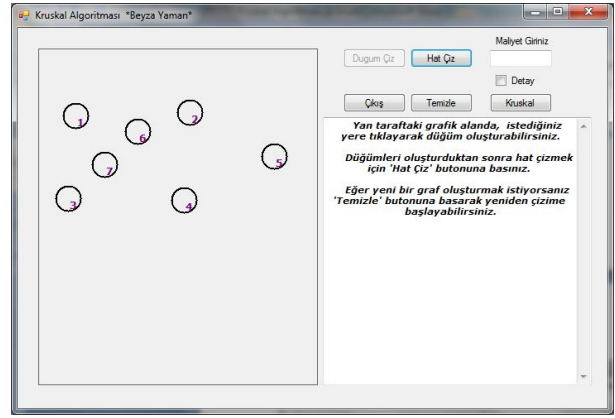 Kruskal Algoritması "Beyza Yaman"
Maliyet Giriniz
Dugum Çiz
Hat Çiz
Detay
Çıkış
Temizle
Kruskal
Yan taraftaki grafik alanda, istediğiniz
yere tıklayarak düğüm oluşturabilirsiniz.
Düğümleri oluşturduktan sonra hat çizmek
için 'Hat Çiz' butonuna basınız.
Eğer yeni bir graf oluşturmak istiyorsanız
'Temizle' butonuna basarak yeniden çizime
başlayabilirsiniz.
1
2
6
7
5
3
4